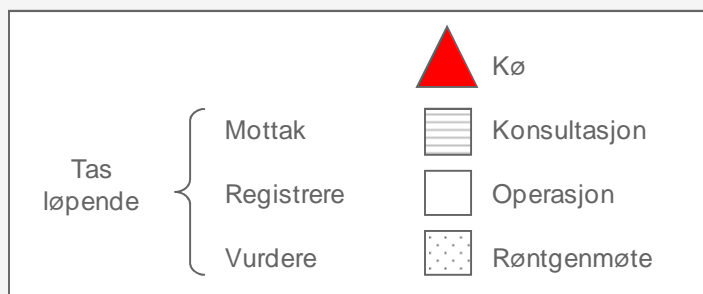 Kø
Mottak
Konsultasjon
Tas
løpende
Registrere
Operasjon
Vurdere
Røntgenmøte